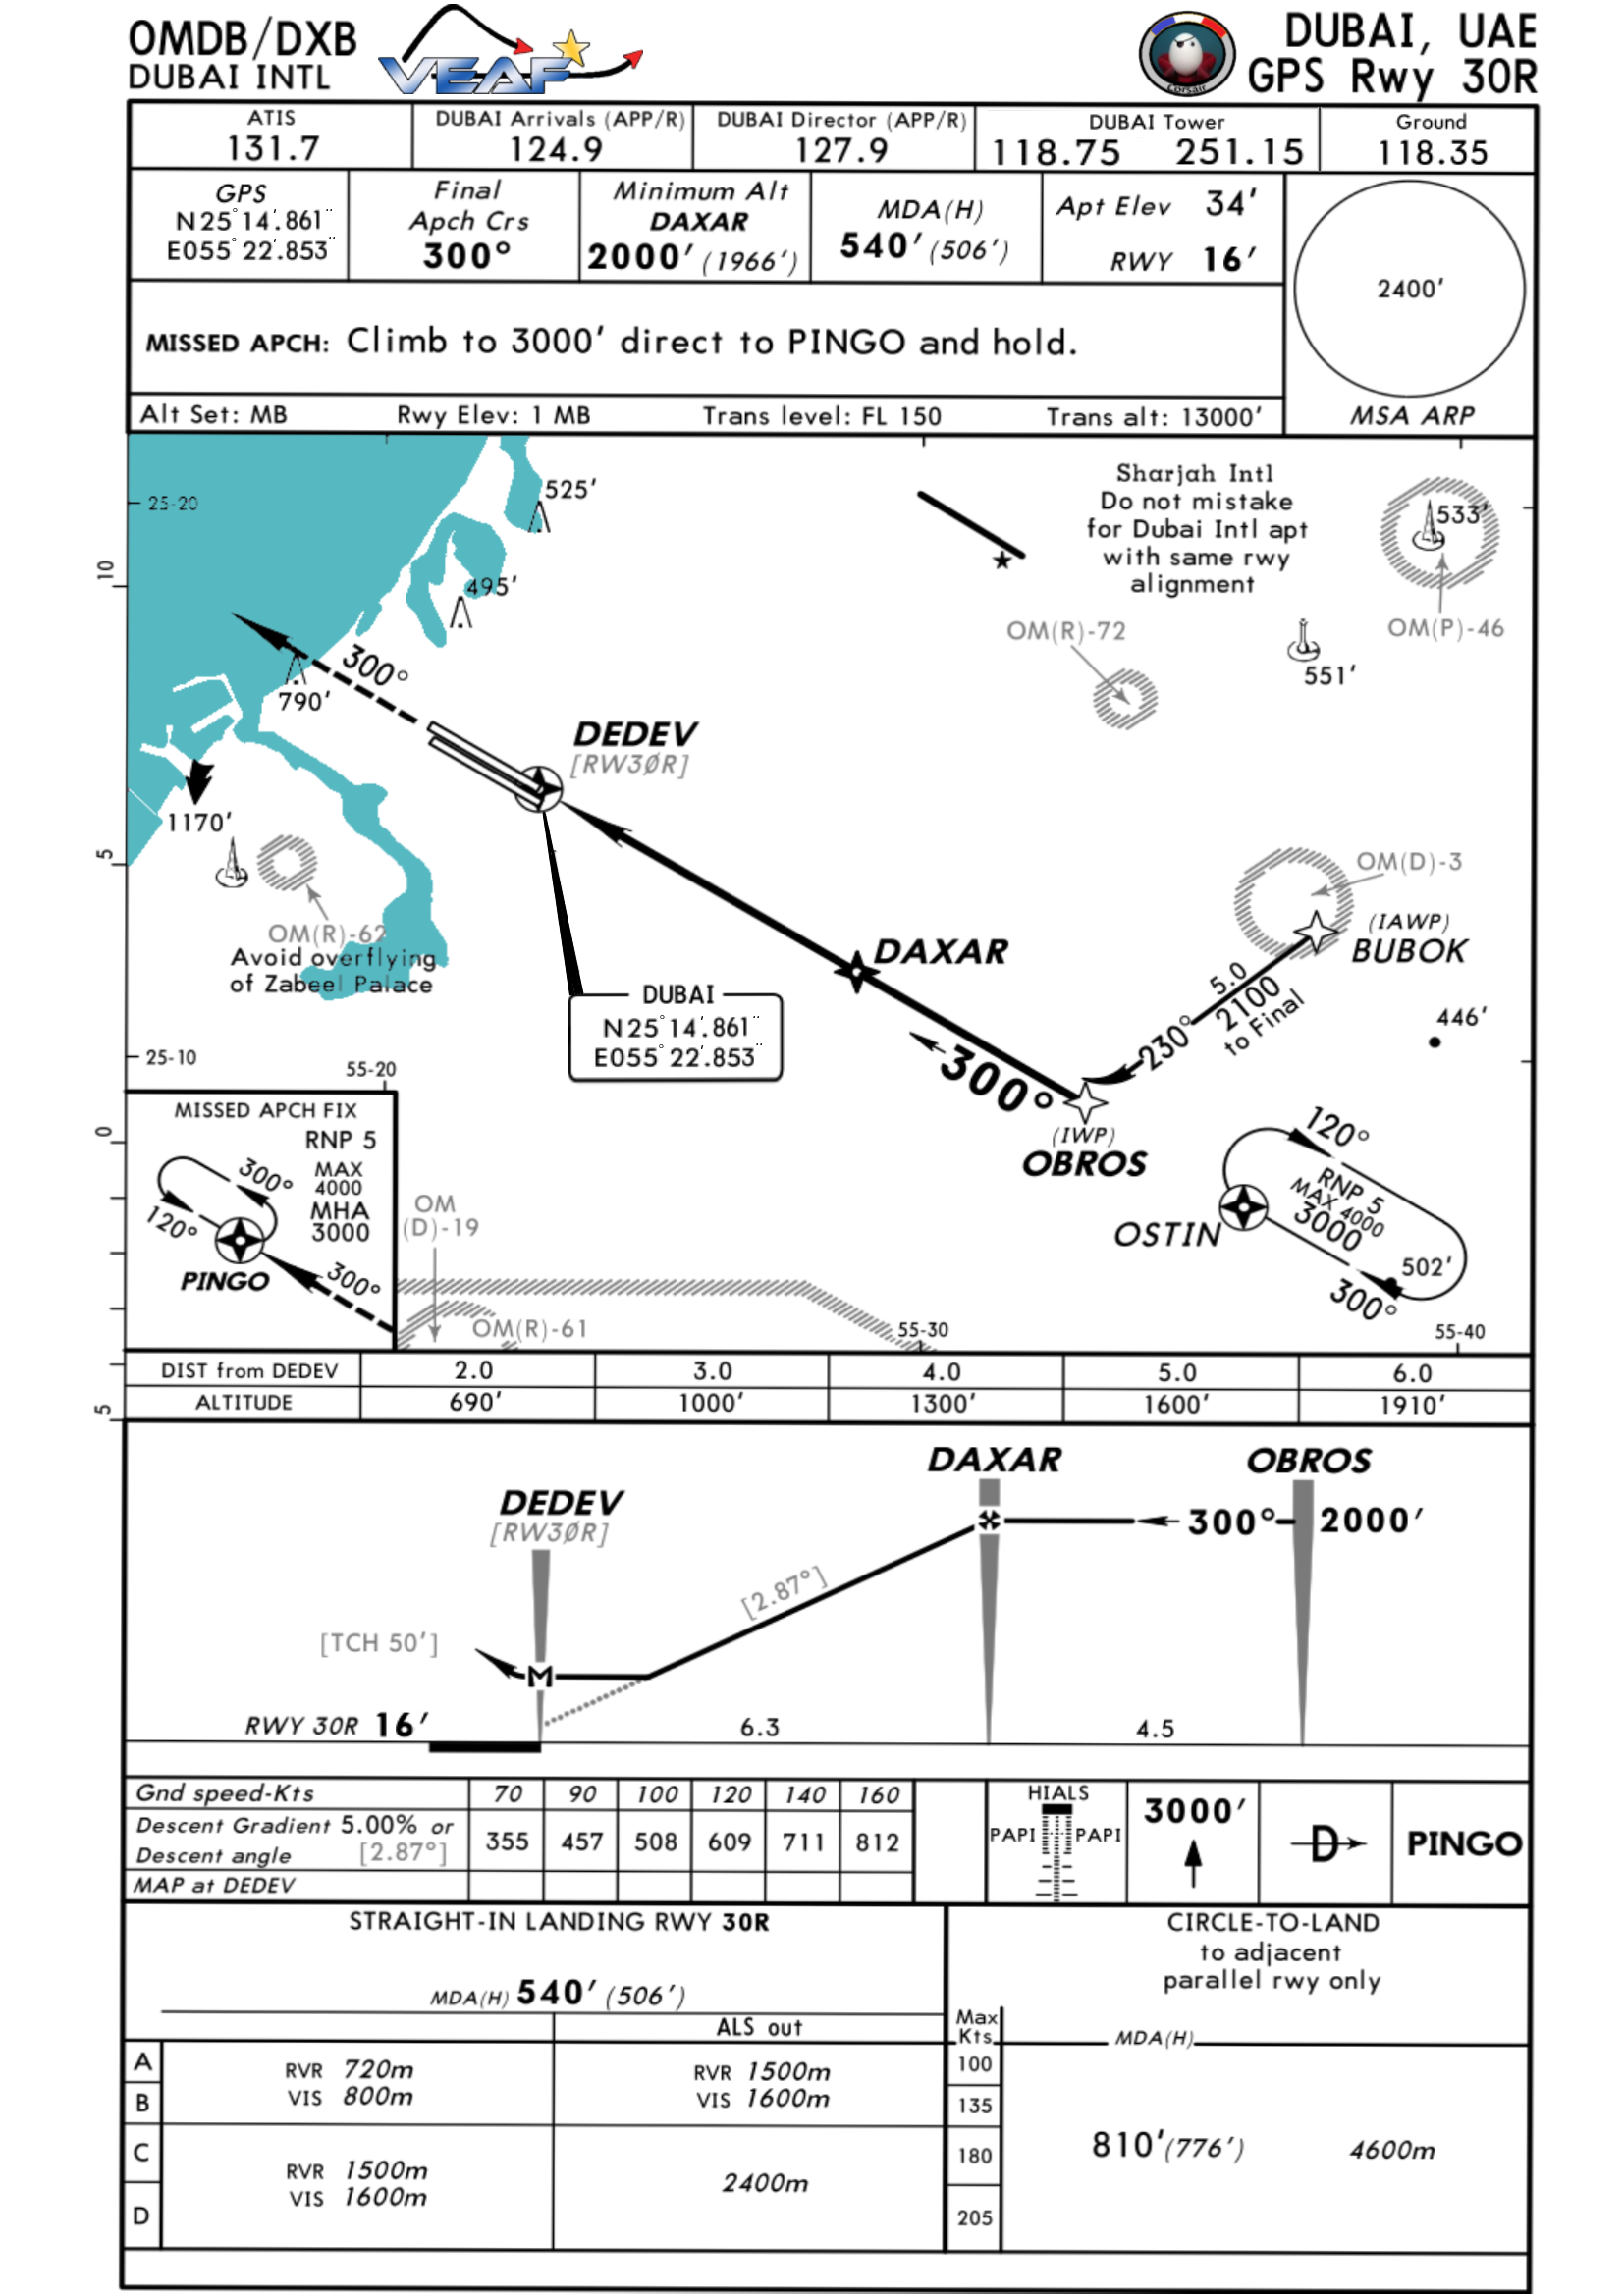 OMDB/DXB
DUBAI INTL
VEAF
Corsair
DUBAI, UAE
GPS Rwy 30R
ATIS
131.7
DUBAI Arrivals (APP/R)
124.9
DUBAI Director (APP/R)
127.9
DUBAI Tower
118.75 251.15
Ground
118.35
GPS
N25°14'.861"
E055°22'.853"
Final
Apch Crs
300°
Minimum Alt
DAXAR
2000' (1966')
MDA(H)
540' (506')
Apt Elev 34'
RWY 16'
2400'
MSA ARP
MISSED APCH: Climb to 3000' direct to PINGO and hold.
Alt Set: MB Rwy Elev: 1 MB Trans level: FL 150 Trans alt: 13000'
25-20
525'
495'
Sharjah Intl
Do not mistake
for Dubai Intl apt
with same rwy
alignment
533'
OM(P)-46
OM(R)-72
551'
10
300°
790'
DEDEV
[RW3Ø R]
1170'
5
OM(R)-62
Avoid overflying
of Zabeel Palace
OM(D)-3
(IAWP)
BUBOK
DAXAR
5.0
2100
to Final
230°
446'
DUBAI
N25°14'.861"
E055°22'.853"
300°
(IWP)
OBROS
25-10
55-20
0
MISSED APCH FIX
RNP 5
MAX
4000
MHA
3000
300°
120°
PINGO
300°
OM
(D)-19
OM(R)-61
120°
RNP 5
MAX 4000
3000
OSTIN
502'
300°
55-30
55-40
5
DIST from DEDEV 2.0 3.0 4.0 5.0 6.0
ALTITUDE 690' 1000' 1300' 1600' 1910'
DAXAR
OBROS
DEDEV
[RW3ØR]
300° 2000'
[2.87°]
[TCH 50']
M
RWY 30R 16'
6.3
4.5
Gnd speed-Kts 70 90 100 120 140 160
Descent Gradient 5.00% or
Descent angle [2.87°] 355 457 508 609 711 812
MAP at DEDEV
HIALS
PAPI PAPI
3000'
D
PINGO
STRAIGHT-IN LANDING RWY 30R
MDA(H) 540' (506')
ALS out
CIRCLE-TO-LAND
to adjacent
parallel rwy only
Max
Kts
MDA(H)
A
B
C
D
RVR 720m
VIS 800m
RVR 1500m
VIS 1600m
RVR 1500m
VIS 1600m
2400m
100
135
180
205
810' (776') 4600m